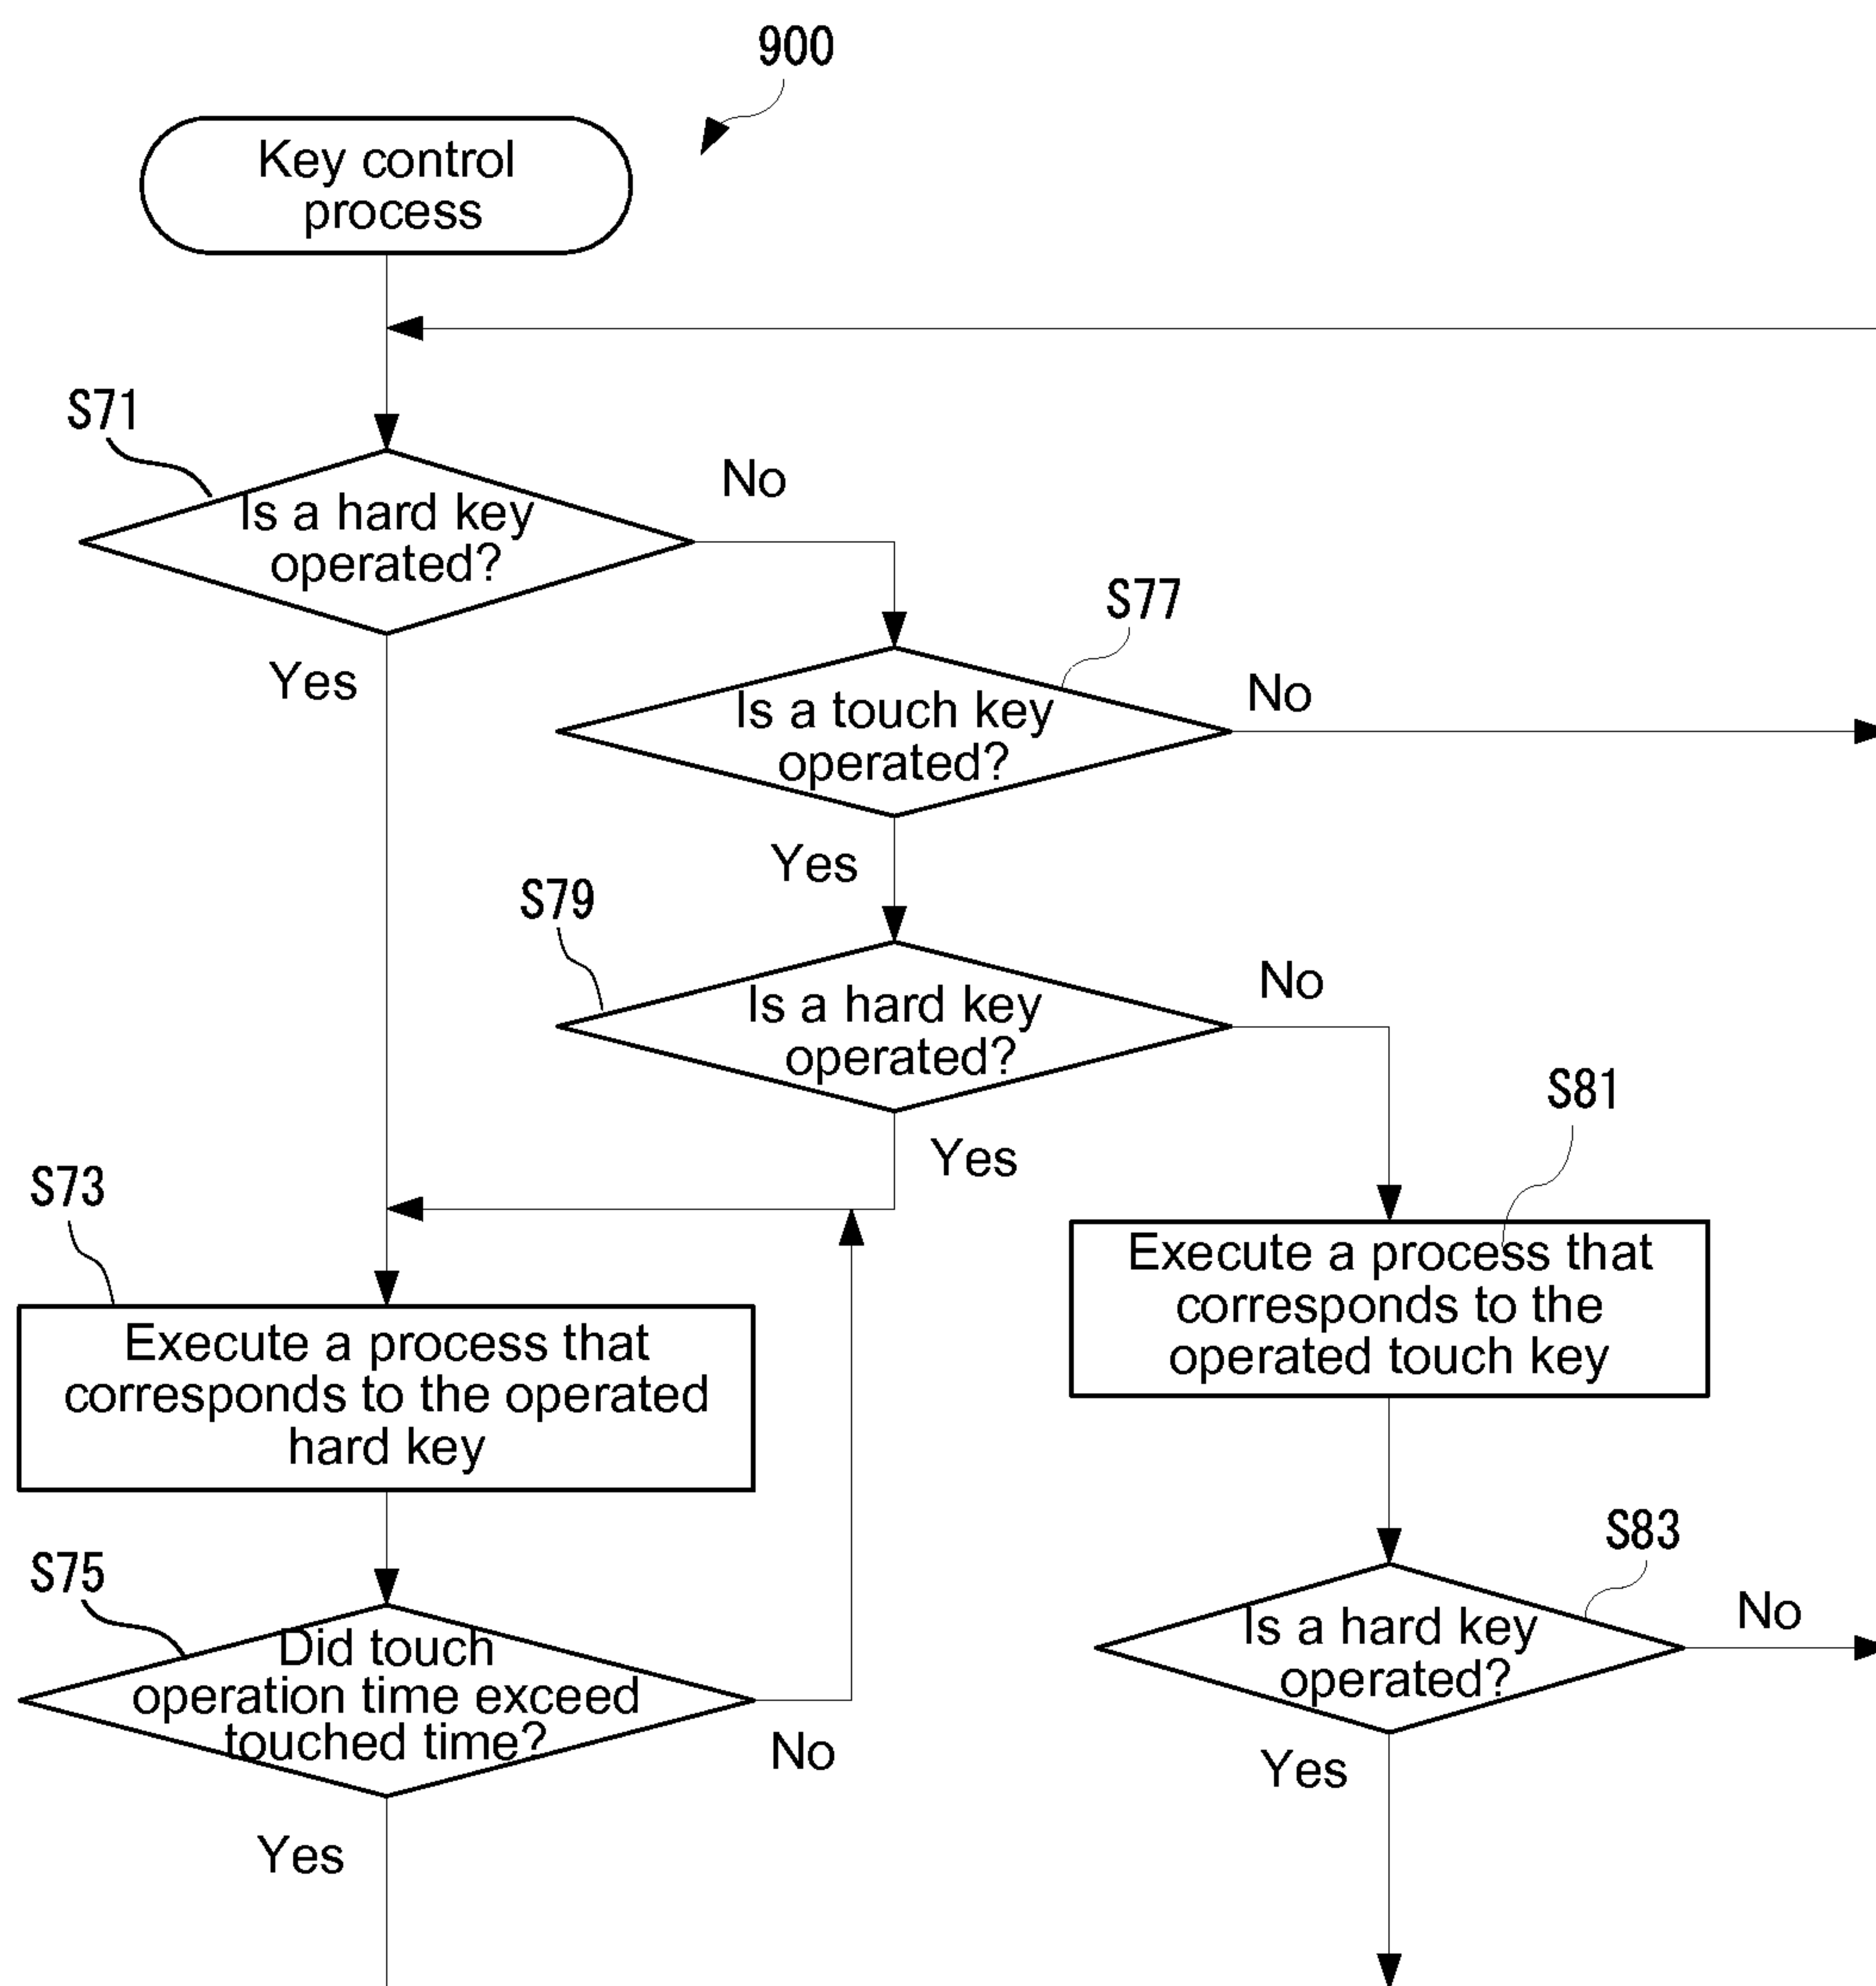 900
Key control
process
S71
Is a hard key
operated?
No
Yes
S77
Is a touch key
operated?
No
Yes
S79
Is a hard key
operated?
No
Yes
S73
Execute a process that
corresponds to the operated
hard key
S81
Execute a process that
corresponds to the
operated touch key
S75
Did touch
operation time exceed
touched time?
No
Yes
S83
Is a hard key
operated?
No
Yes